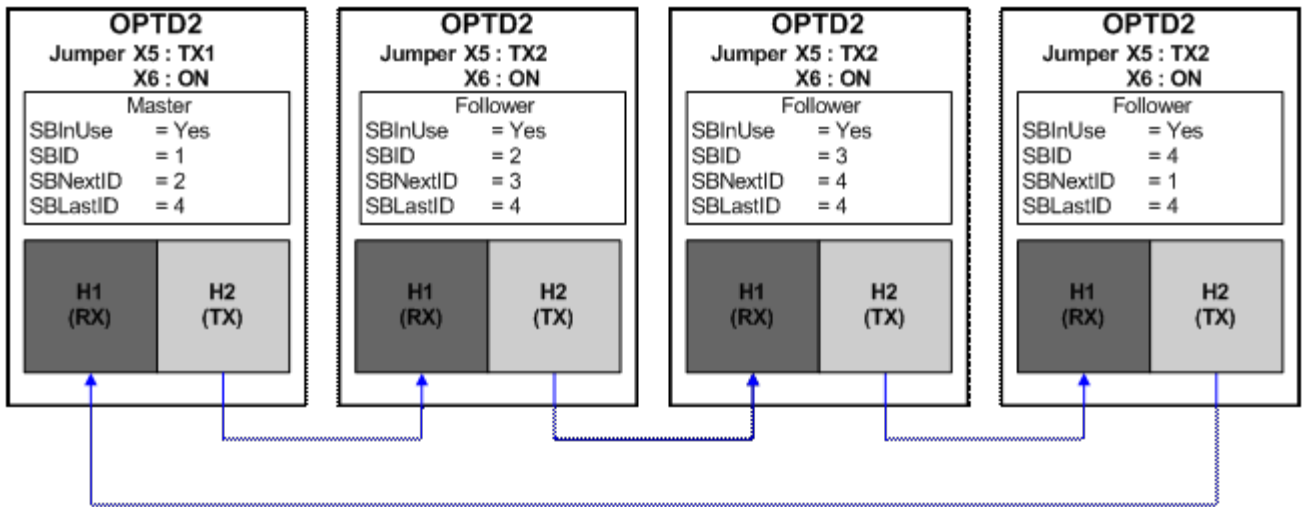 OPTD2
Jumper X5 : TX1
X6 : ON
Master
SBInUse = Yes
SBID = 1
SBNextID = 2
SBLastID = 4
H1
(RX)
H2
(TX)
OPTD2
Jumper X5 : TX2
X6 : ON
Follower
SBInUse = Yes
SBID = 2
SBNextID = 3
SBLastID = 4
H1
(RX)
H2
(TX)
OPTD2
Jumper X5 : TX2
X6 : ON
Follower
SBInUse = Yes
SBID = 3
SBNextID = 4
SBLastID = 4
H1
(RX)
H2
(TX)
OPTD2
Jumper X5 : TX2
X6 : ON
Follower
SBInUse = Yes
SBID = 4
SBNextID = 1
SBLastID = 4
H1
(RX)
H2
(TX)